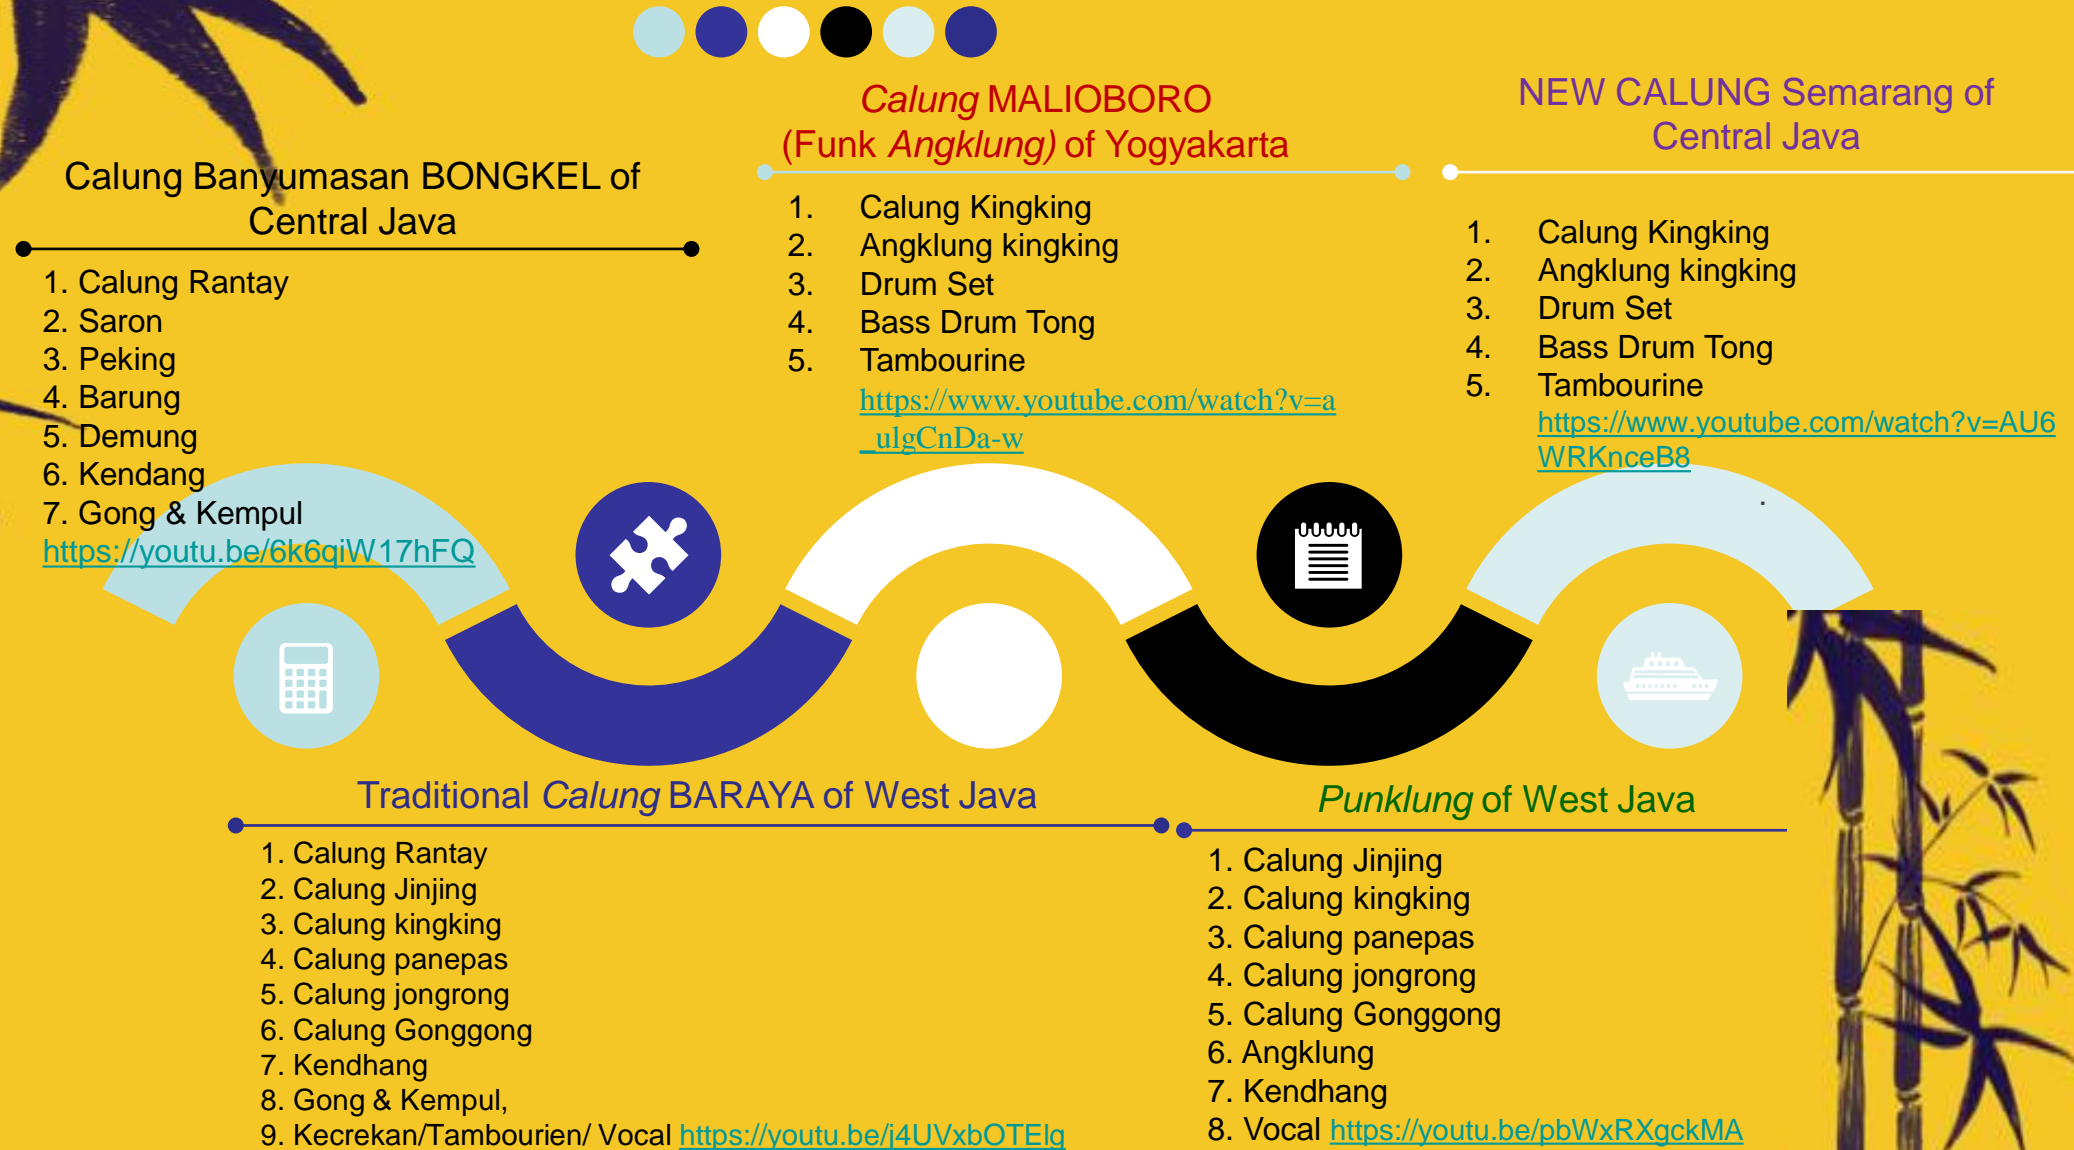 Calung Banyumasan BONGKEL of
Central Java
1. Calung Rantay
2. Saron
3. Peking
4. Barung
5. Demung
6. Kendang
7. Gong & Kempul
https://youtu.be/6k6qiW17hFQ
Calung MALIOBORO
(Funk Angklung) of Yogyakarta
1. Calung Kingking
2. Angklung kingking
3. Drum Set
4. Bass Drum Tong
5. Tambourine
https://www.youtube.com/watch?v=a
_ulgCnDa-w
NEW CALUNG Semarang of
Central Java
1. Calung Kingking
2. Angklung kingking
3. Drum Set
4. Bass Drum Tong
5. Tambourine
https://www.youtube.com/watch?v=AU6
WRKnceB8
.
Traditional Calung BARAYA of West Java
1. Calung Rantay
2. Calung Jinjing
3. Calung kingking
4. Calung panepas
5. Calung jongrong
6. Calung Gonggong
7. Kendhang
8. Gong & Kempul,
9. Kecrekan/Tambourien/ Vocal https://youtu.be/j4UVxbOTElg
Punklung of West Java
1. Calung Jinjing
2. Calung kingking
3. Calung panepas
4. Calung jongrong
5. Calung Gonggong
6. Angklung
7. Kendhang
8. Vocal https://youtu.be/pbWxRXgckMA